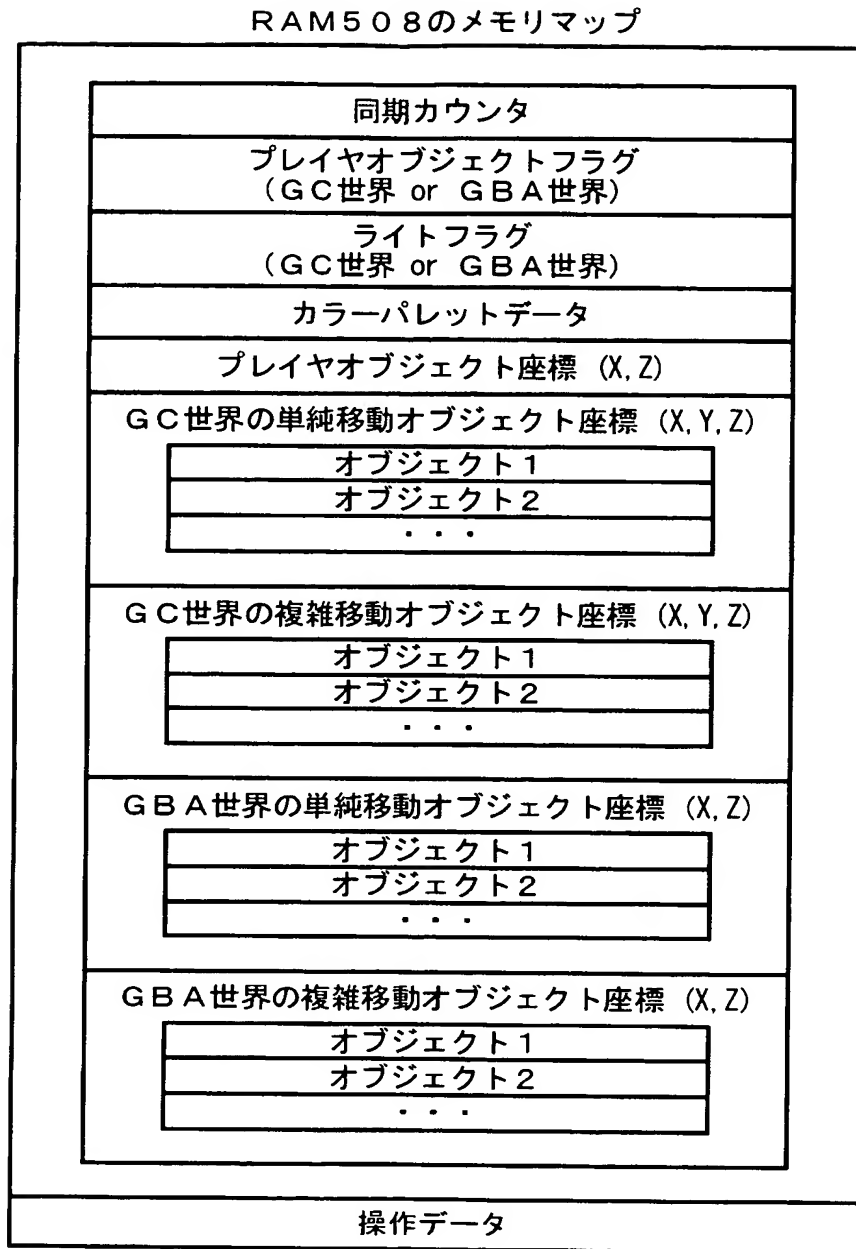 RAM508のメモリマップ
同期カウンタ
プレイヤオブジェクトフラグ
(GC世界 or GBA世界)
ライトフラグ
(GC世界 or GBA世界)
カラーパレットデータ
プレイヤオブジェクト座標 (X, Z)
GC世界の単純移動オブジェクト座標 (X, Y, Z)
オブジェクト1
オブジェクト2
・・・
GC世界の複雑移動オブジェクト座標 (X, Y, Z)
オブジェクト1
オブジェクト2
・・・
GBA世界の単純移動オブジェクト座標 (X, Z)
オブジェクト1
オブジェクト2
・・・
GBA世界の複雑移動オブジェクト座標 (X, Z)
オブジェクト1
オブジェクト2
・・・
操作データ